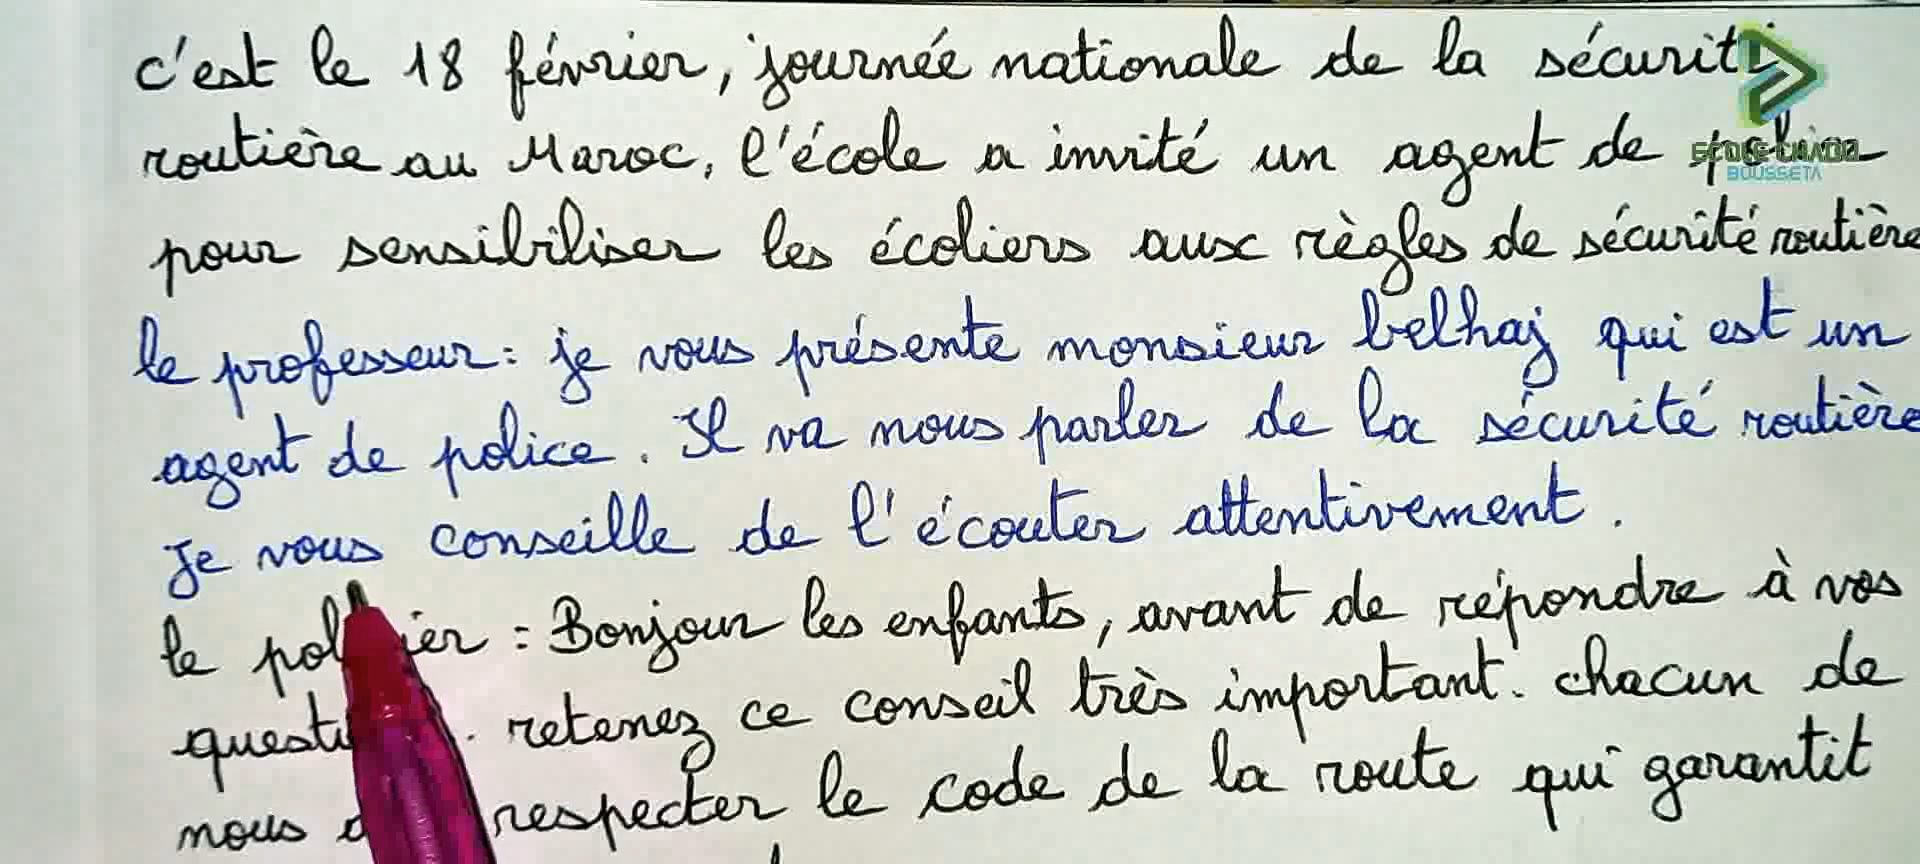 c'est le 18 février, journée nationale de la sécurité
routière au Maroc, l'école a invité un agent de
pour sensibiliser les écoliers aux règles de sécurité routière
le professeur : je vous présente monsieur belhaj qui est un
agent de police. Il va nous parler de la sécurité routière
je vous conseille de l'écouter attentivement.
le policier : Bonjour les enfants, avant de répondre à vos
retenez ce conseil très important. chacun de
nous respecter le code de la route qui garantit
ECOLE CHADO
BOUSSETA